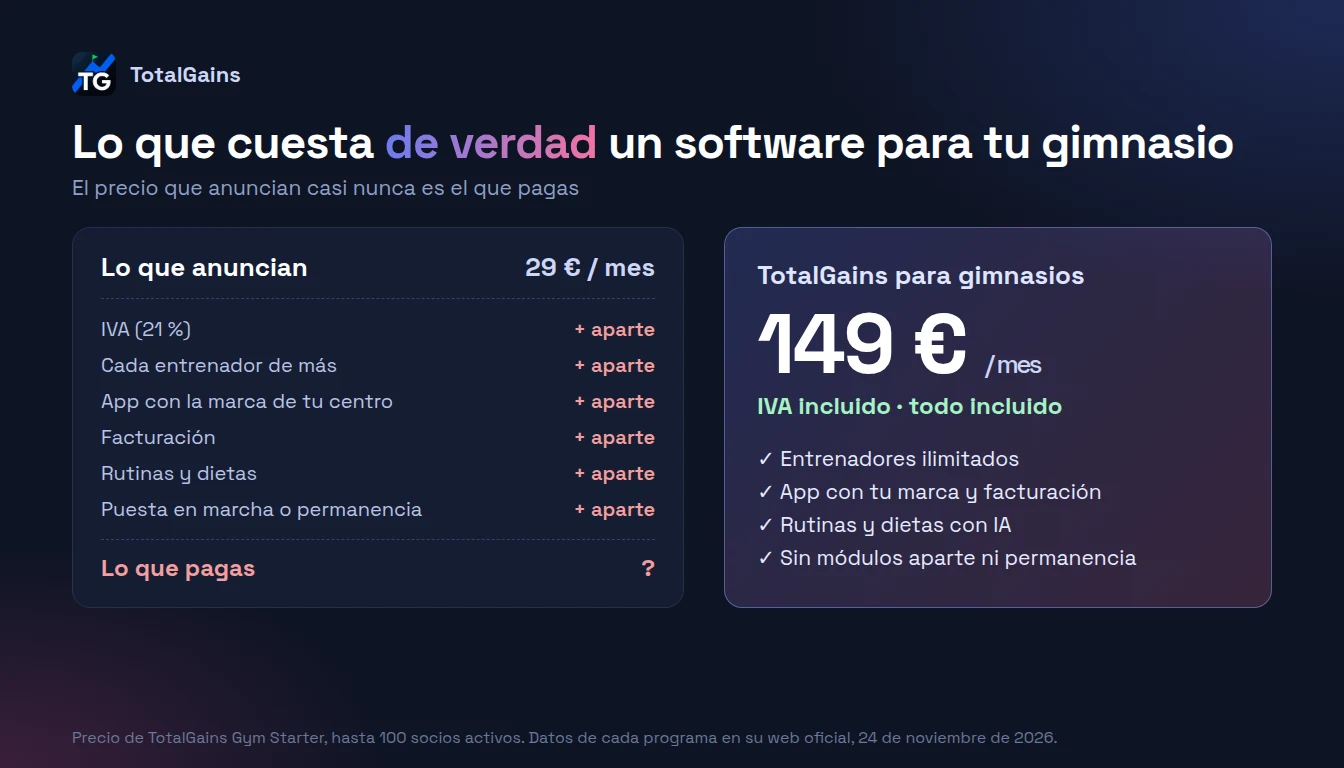 TG
TotalGains
Lo que cuesta de verdad un software para tu gimnasio
El precio que anuncian casi nunca es el que pagas
Lo que anuncian 29 € / mes
IVA (21 %) + aparte
Cada entrenador de más + aparte
App con la marca de tu centro + aparte
Facturación + aparte
Rutinas y dietas + aparte
Puesta en marcha o permanencia + aparte
Lo que pagas ?
TotalGains para gimnasios
149 € /mes
IVA incluido · todo incluido
✓ Entrenadores ilimitados
✓ App con tu marca y facturación
✓ Rutinas y dietas con IA
✓ Sin módulos aparte ni permanencia
Precio de TotalGains Gym Starter, hasta 100 socios activos. Datos de cada programa en su web oficial, 24 de noviembre de 2026.